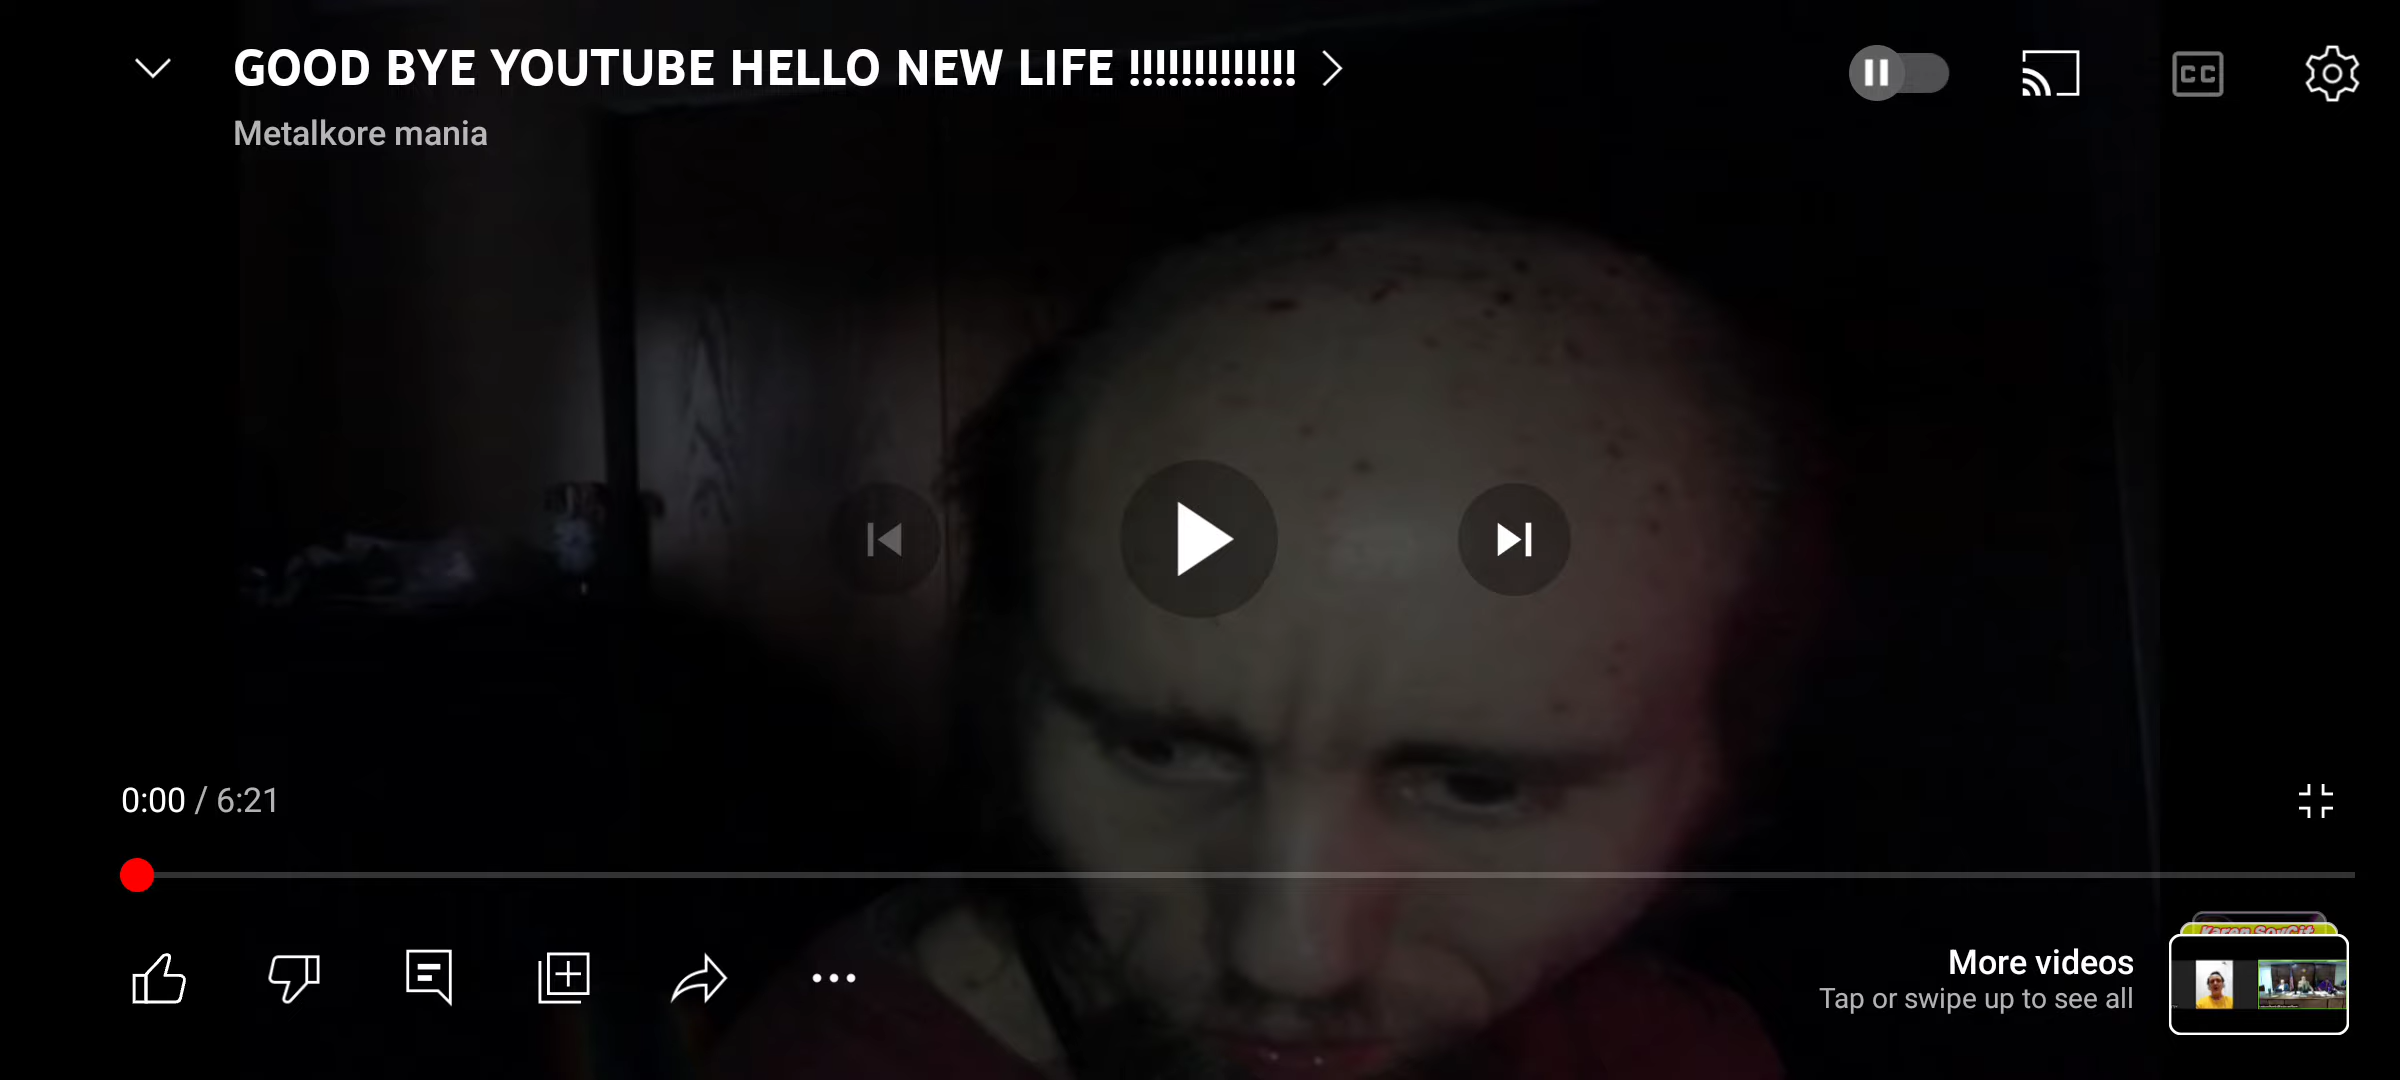 GOOD BYE YOUTUBE HELLO NEW LIFE !!!!!!!!!!!!!
Metalkore mania
CC
0:00 / 6:21
More videos
Tap or swipe up to see all